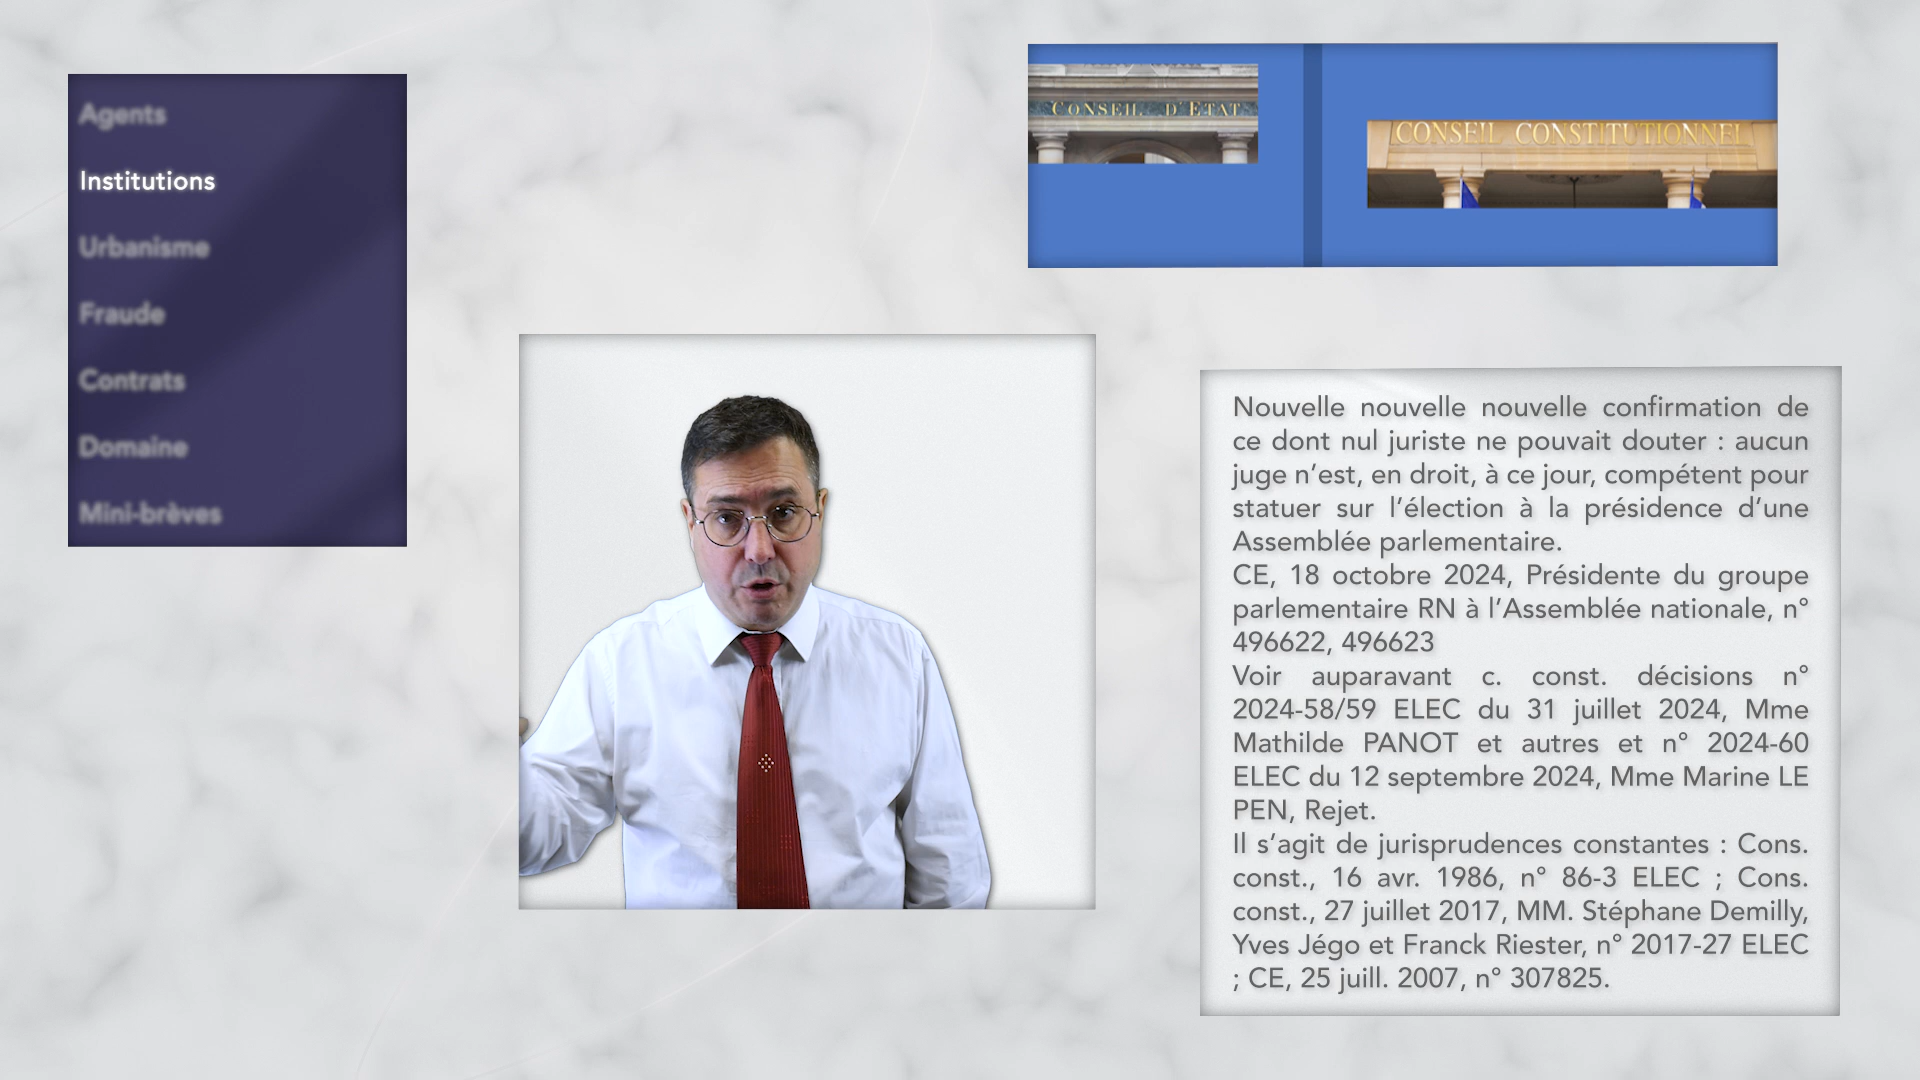 Agents
Institutions
Urbanisme
Fraude
Contrats
Domaine
Mini-brèves
CONSEIL D'ETAT
CONSEIL CONSTITUTIONNEL
Nouvelle nouvelle nouvelle confirmation de
ce dont nul juriste ne pouvait douter : aucun
juge n’est, en droit, à ce jour, compétent pour
statuer sur l’élection à la présidence d’une
Assemblée parlementaire.
CE, 18 octobre 2024, Présidente du groupe
parlementaire RN à l’Assemblée nationale, n°
496622, 496623
Voir auparavant c. const. décisions n°
2024-58/59 ELEC du 31 juillet 2024, Mme
Mathilde PANOT et autres et n° 2024-60
ELEC du 12 septembre 2024, Mme Marine LE
PEN, Rejet.
Il s’agit de jurisprudences constantes : Cons.
const., 16 avr. 1986, n° 86-3 ELEC ; Cons.
const., 27 juillet 2017, MM. Stéphane Demilly,
Yves Jégo et Franck Riester, n° 2017-27 ELEC
; CE, 25 juill. 2007, n° 307825.